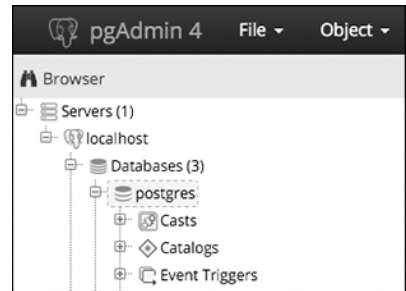 pgAdmin 4 File Object
Browser
Servers (1)
localhost
Databases (3)
postgres
Casts
Catalogs
Event Triggers